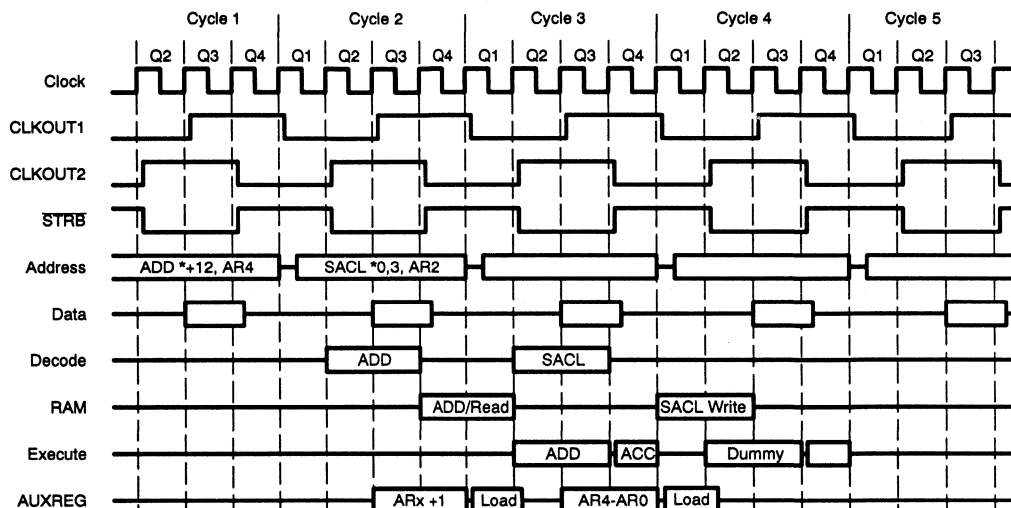 Cycle 1 Cycle 2 Cycle 3 Cycle 4 Cycle 5
Q2 Q3 Q4 Q1 Q2 Q3 Q4 Q1 Q2 Q3 Q4 Q1 Q2 Q3 Q4 Q1 Q2 Q3
Clock
CLKOUT1
CLKOUT2
STRB
Address ADD *+12, AR4 SACL *0,3, AR2
Data
Decode ADD SACL
RAM ADD/Read SACL Write
Execute ADD ACC Dummy
AUXREG ARx +1 Load AR4-AR0 Load